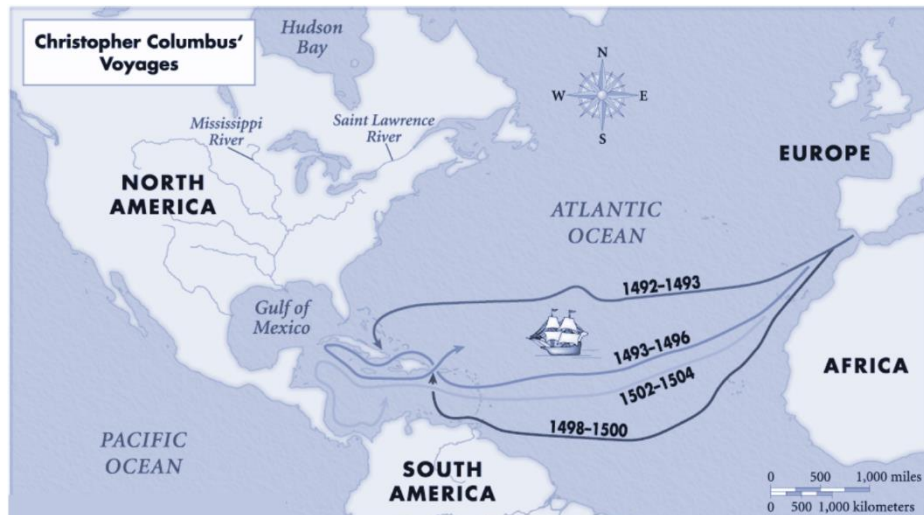 Christopher Columbus‘
Voyages
Hudson
Bay
N
W
E
S
Mississippi
River
Saint Lawrence
River
EUROPE
NORTH
AMERICA
ATLANTIC
OCEAN
1492–1493
Gulf of
Mexico
1493–1496
AFRICA
1502–1504
1498–1500
PACIFIC
OCEAN
SOUTH
AMERICA
0 500 1,000 miles
0 500 1,000 kilometers